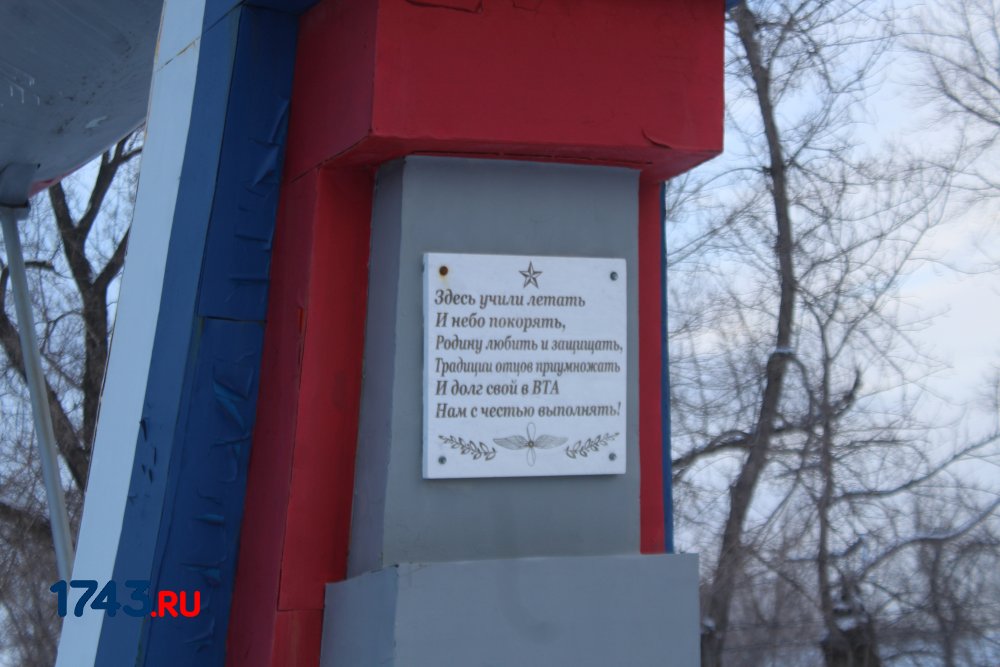 Здесь учили летать
И небо покорять,
Родину любить и защищать,
Традиции отцов приумножать
И долг свой в ВТА
Нам с честью выполнять!
1743.RU